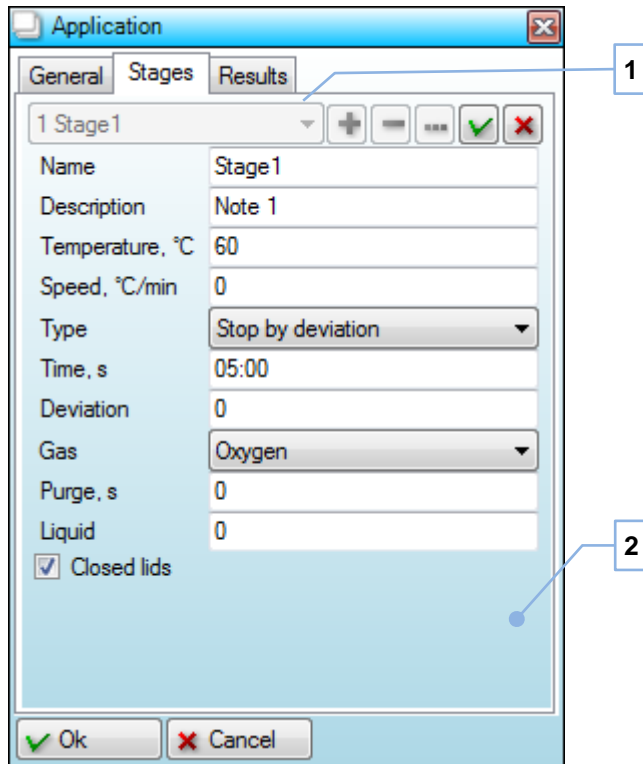 Application
General Stages Results
1
1 Stage1
Name Stage1
Description Note 1
Temperature, °C 60
Speed, °C/min 0
Type Stop by deviation
Time, s 05:00
Deviation 0
Gas Oxygen
Purge, s 0
Liquid 0
2
Closed lids
Ok Cancel